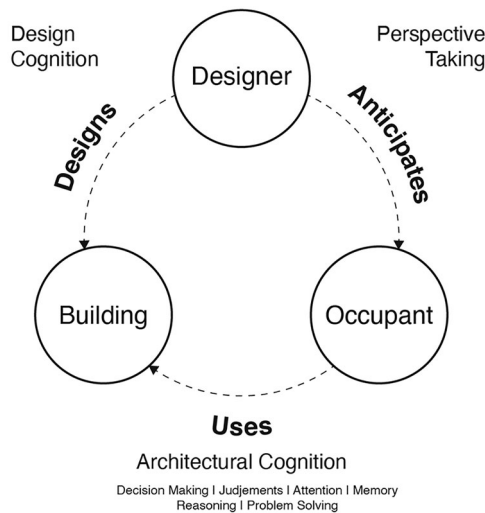 Design
Cognition
Perspective
Taking
Designer
Designs
Anticipates
Building
Occupant
Uses
Architectural Cognition
Decision Making | Judjements | Attention | Memory
Reasoning | Problem Solving